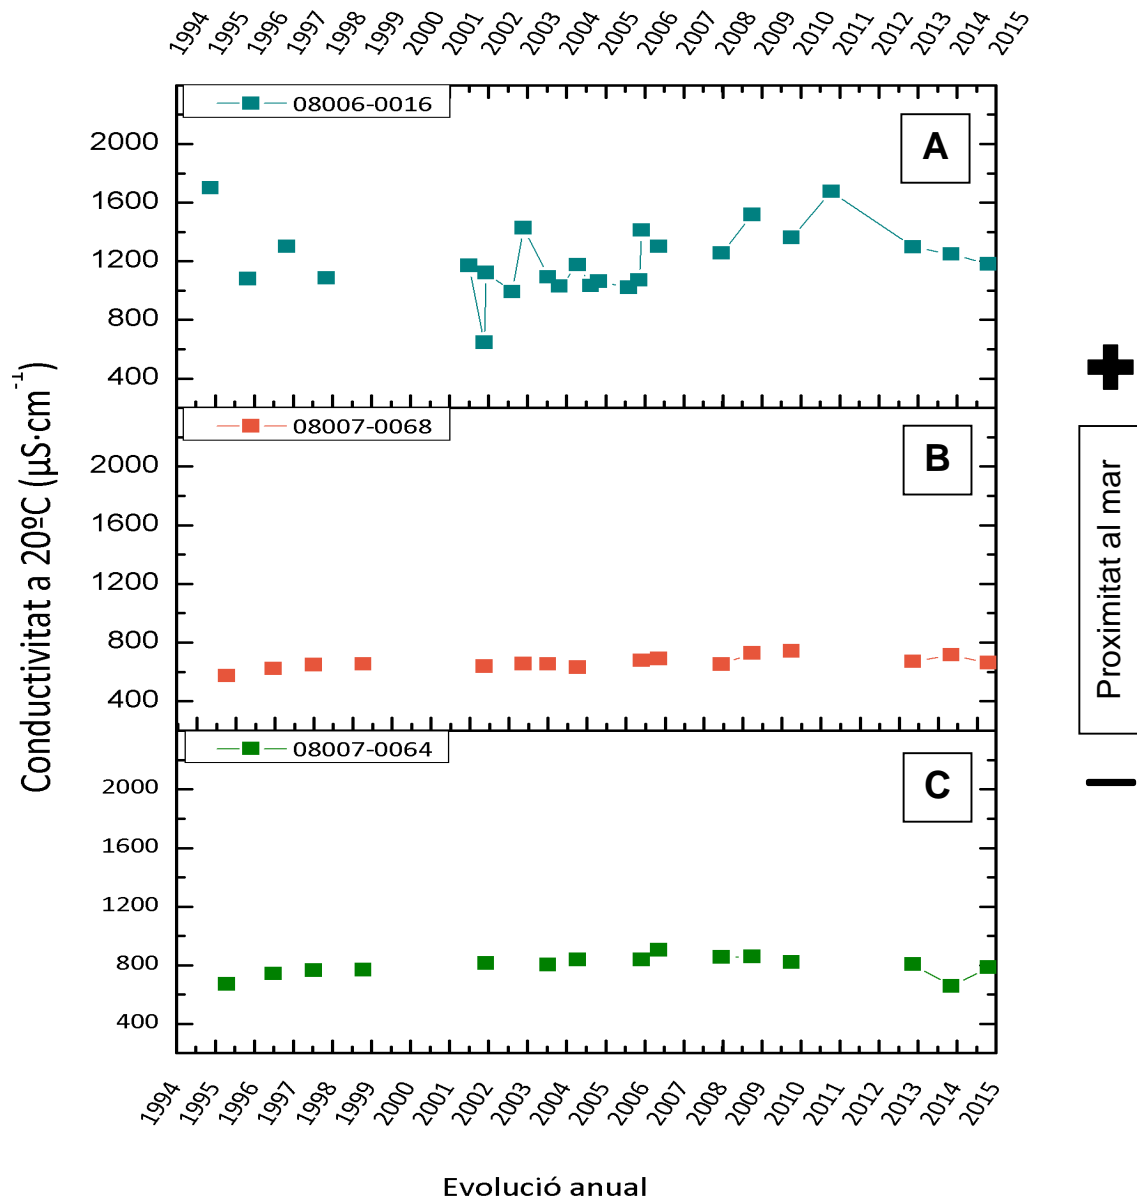 1994 1995 1996 1997 1998 1999 2000 2001 2002 2003 2004 2005 2006 2007 2008 2009 2010 2011 2012 2013 2014 2015
08006-0016
A
2000
1600
1200
800
400
08007-0068
B
2000
1600
1200
800
400
08007-0064
C
2000
1600
1200
800
400
Conductivitat a 20ºC (µS·cm⁻¹)
+
Proximitat al mar
–
1994 1995 1996 1997 1998 1999 2000 2001 2002 2003 2004 2005 2006 2007 2008 2009 2010 2011 2012 2013 2014 2015
Evolució anual